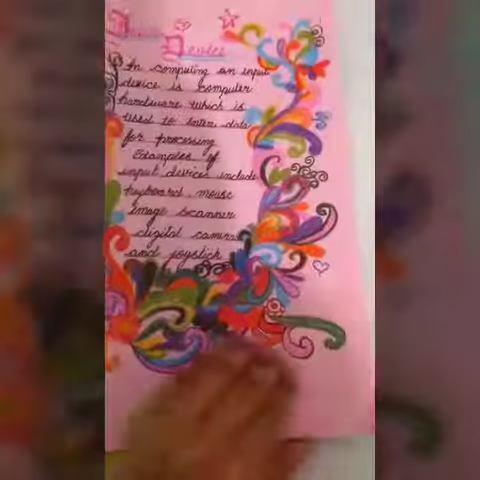 Input
Device
In computing an input
device is computer
hardware which is
used to enter data
for processing
Examples of
input devices include
keyboard, mouse
image scanner
digital camera
and joystick